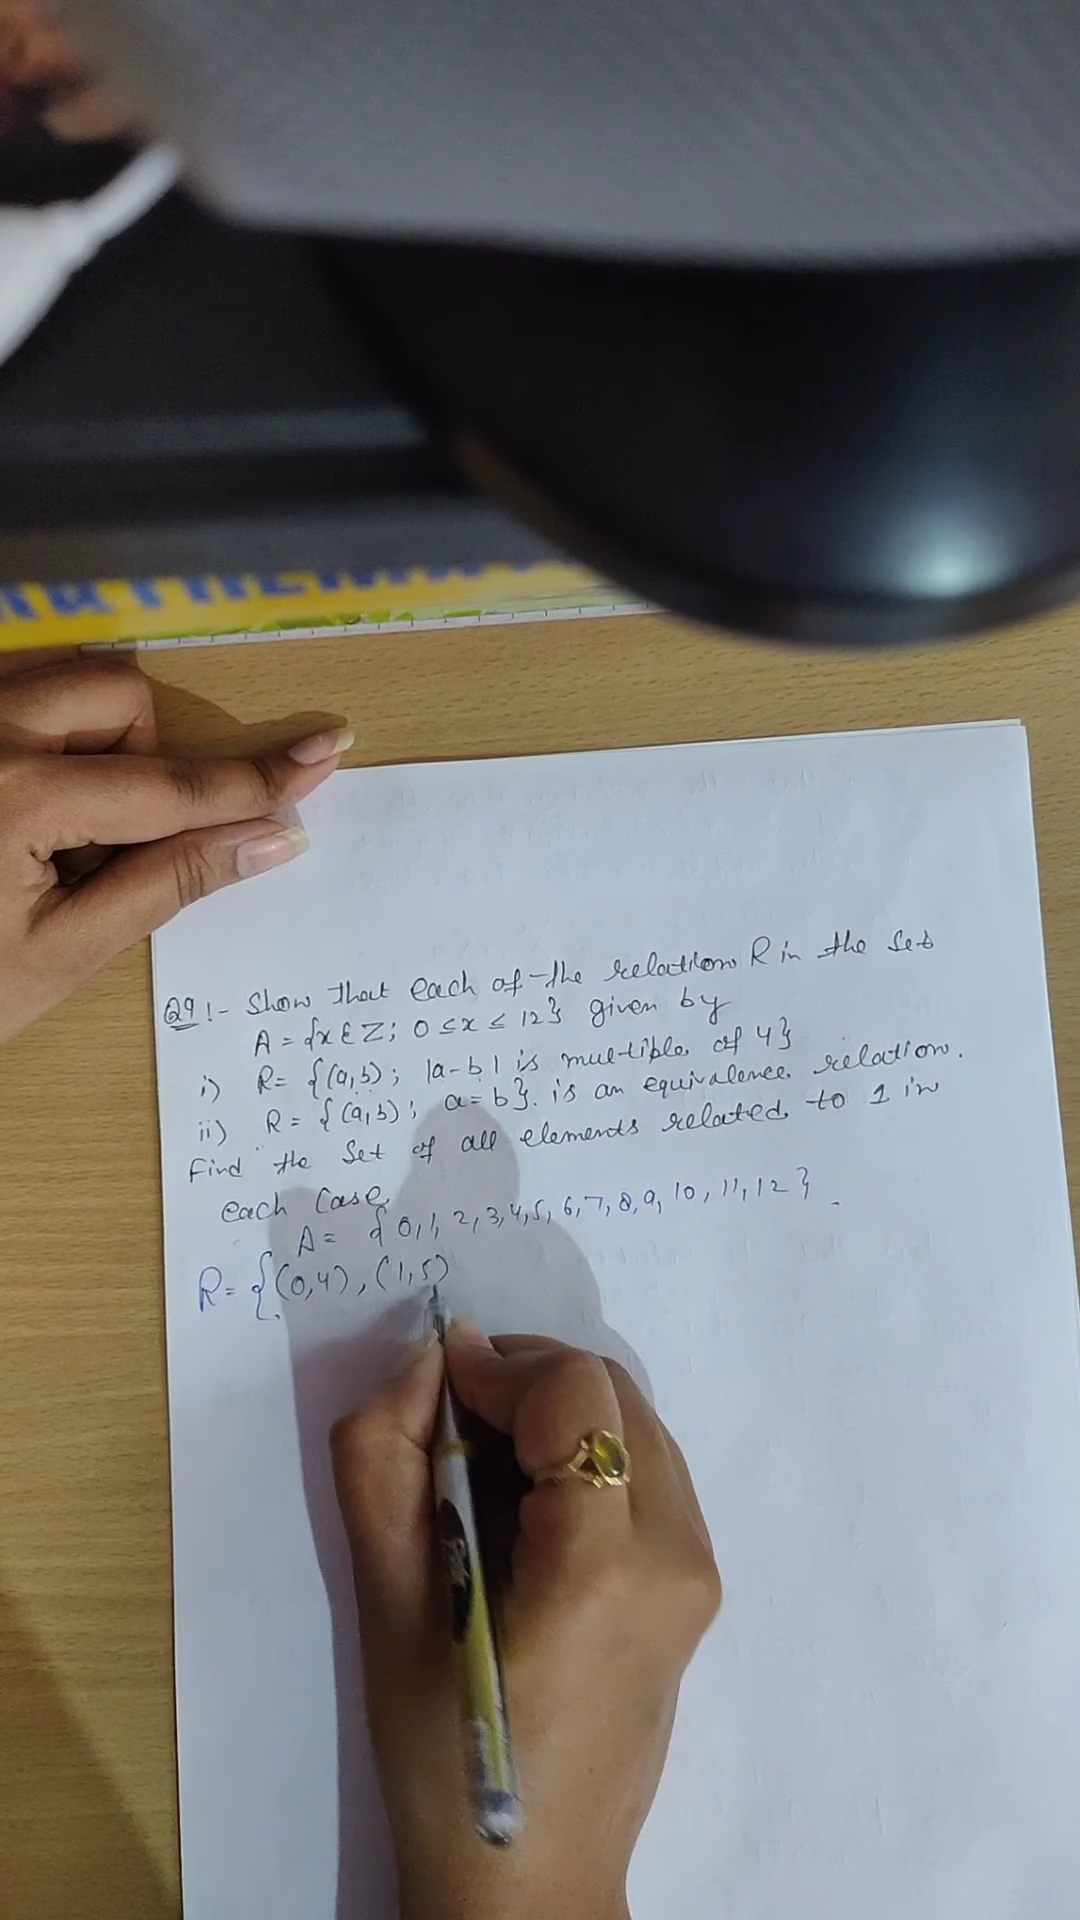 Q9:- Show that each of the relation R in the set
A = {x ∈ Z; 0 ≤ x ≤ 12} given by
i) R = {(a,b); |a-b| is multiple of 4}
ii) R = {(a,b); a = b}. is an equivalence relation.
Find the set of all elements related to 1 in
each case.
A = {0,1, 2,3,4,5, 6,7, 8,9, 10, 11, 12}
R = {(0,4), (1,5)